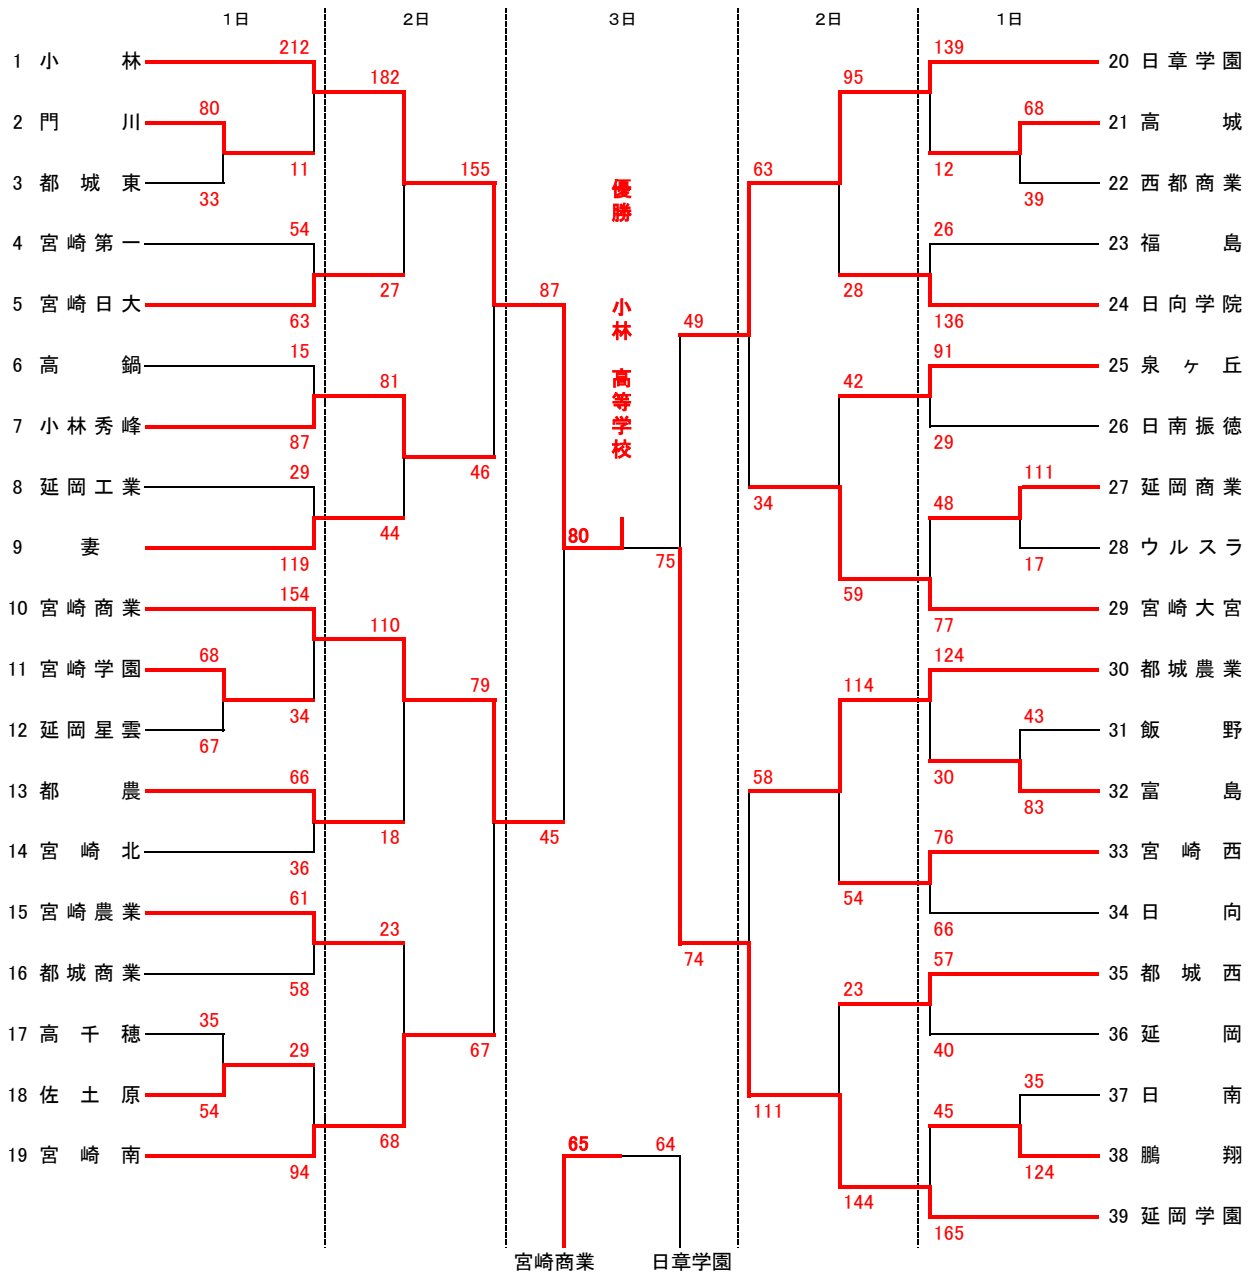 1日 2日 3日 2日 1日
1 小林
2 門川
3 都城東
4 宮崎第一
5 宮崎日大
6 高鍋
7 小林秀峰
8 延岡工業
9 妻
10 宮崎商業
11 宮崎学園
12 延岡星雲
13 都農
14 宮崎北
15 宮崎農業
16 都城商業
17 高千穂
18 佐土原
19 宮崎南
212
80
11
33
54
63
15
87
29
119
154
68
34
67
66
36
61
58
35
29
54
94
182
27
81
44
110
18
23
68
155
46
79
67
87
45
優勝 小林 高等学校
80
75
65
64
宮崎商業 日章学園
49
74
63
34
58
111
95
28
42
59
114
54
23
144
139
68
12
39
26
136
91
29
111
48
17
77
124
43
30
83
76
66
57
40
35
45
124
165
20 日章学園
21 高城
22 西都商業
23 福島
24 日向学院
25 泉ヶ丘
26 日南振徳
27 延岡商業
28 ウルスラ
29 宮崎大宮
30 都城農業
31 飯野
32 富島
33 宮崎西
34 日向
35 都城西
36 延岡
37 日南
38 鵬翔
39 延岡学園